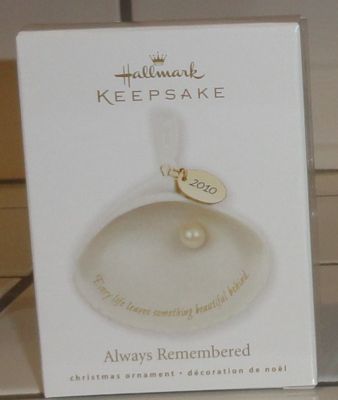 Hallmark
KEEPSAKE
2010
Every life leaves something beautiful behind.
Always Remembered
christmas ornament • décoration de noël